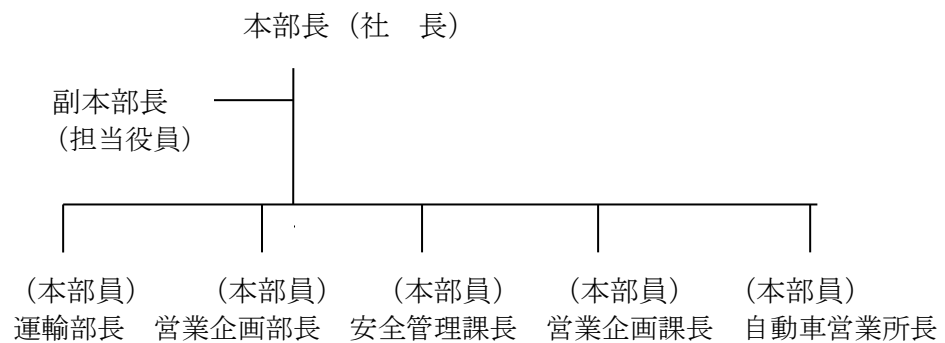 本部長（社　長）
副本部長
（担当役員）
（本部員）　（本部員）　（本部員）　（本部員）　（本部員）
運輸部長　営業企画部長　安全管理課長　営業企画課長　自動車営業所長